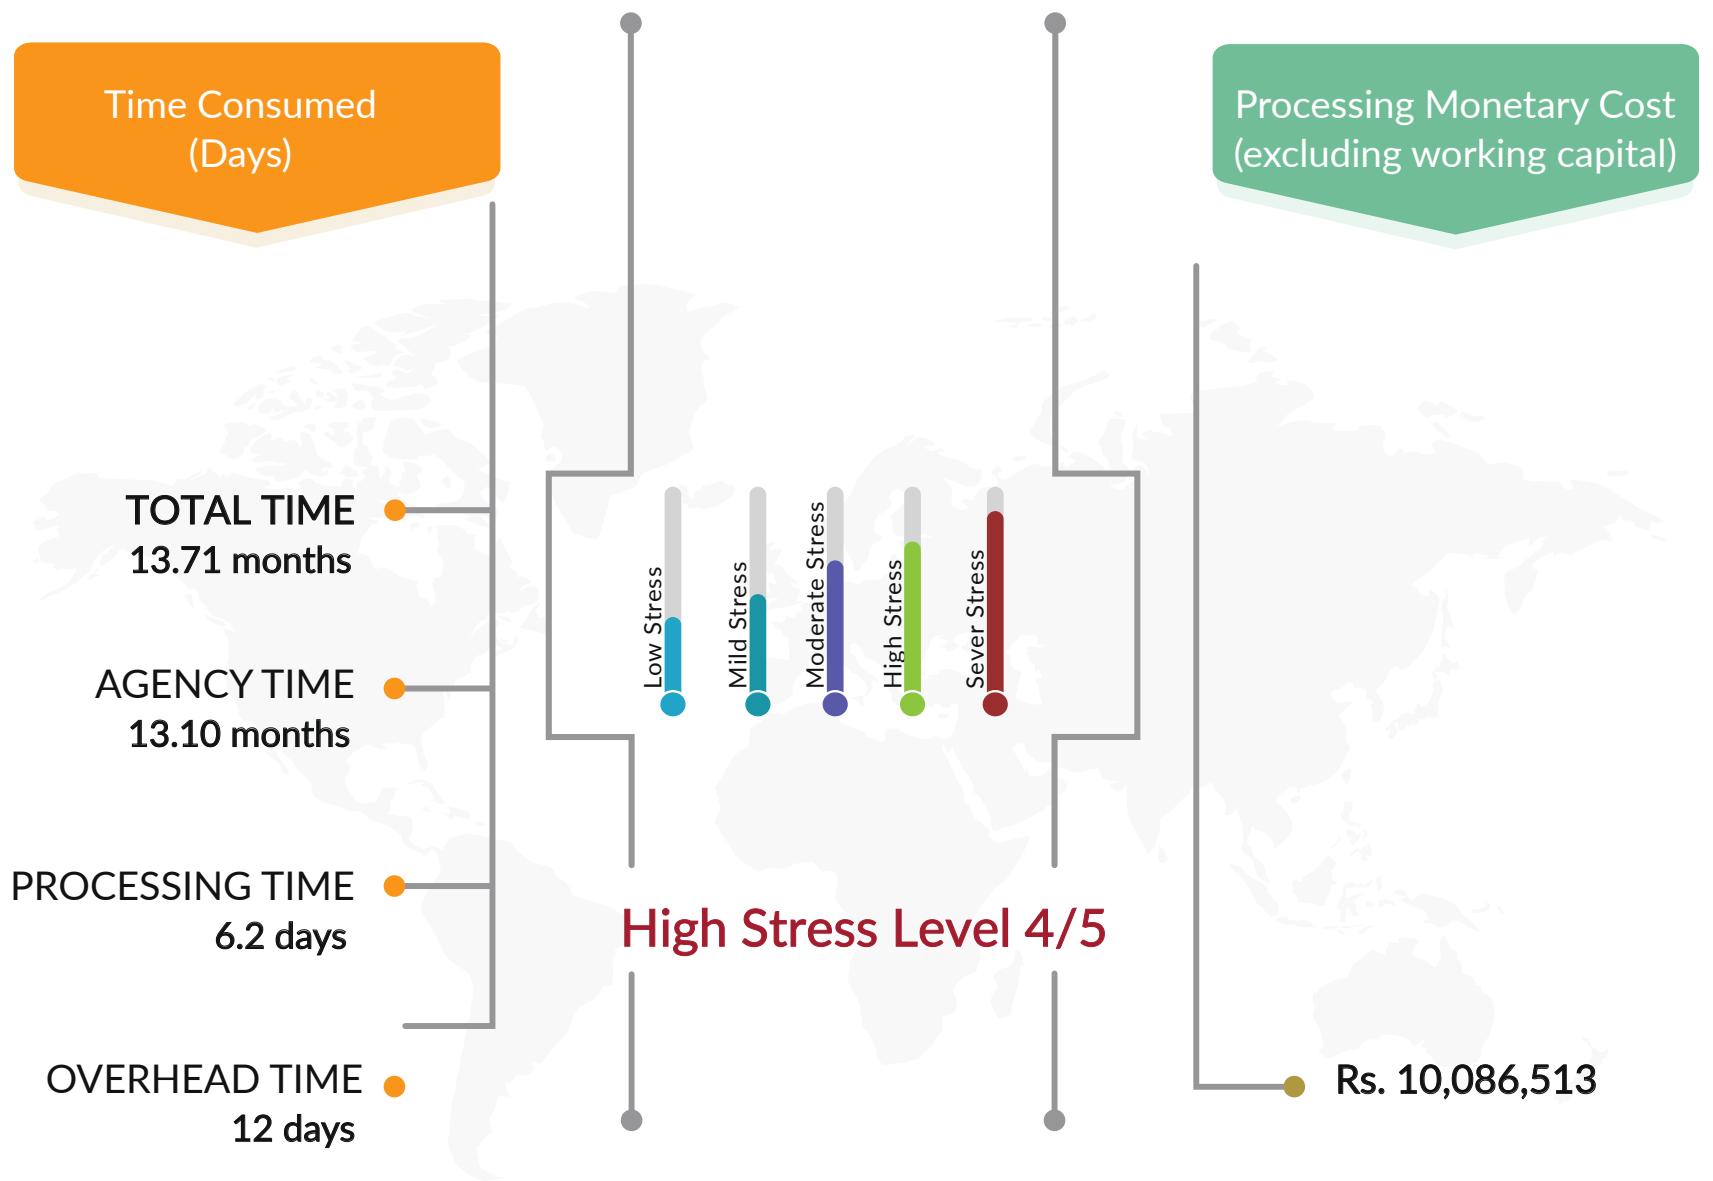 Time Consumed
(Days)
TOTAL TIME
13.71 months
AGENCY TIME
13.10 months
PROCESSING TIME
6.2 days
OVERHEAD TIME
12 days
Low Stress
Mild Stress
Moderate Stress
High Stress
Sever Stress
High Stress Level 4/5
Processing Monetary Cost
(excluding working capital)
Rs. 10,086,513